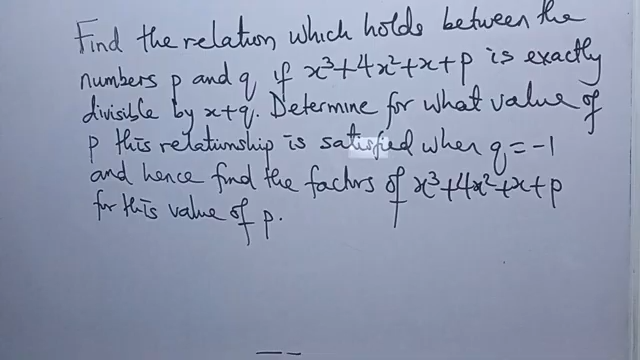 Find the relation which holds between the
numbers p and q if x³+4x²+x+p is exactly
divisible by x+q. Determine for what value of
p this relationship is satisfied when q=-1
and hence find the factors of x³+4x²+x+p
for this value of p.